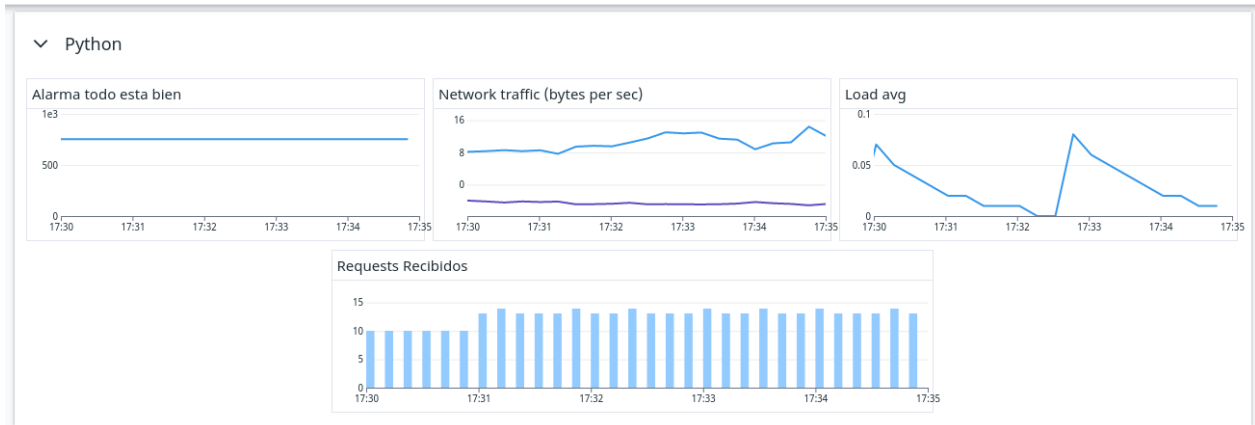 Python
Alarma todo esta bien
1e3
500
0
17:30 17:31 17:32 17:33 17:34 17:35
Network traffic (bytes per sec)
16
8
0
17:30 17:31 17:32 17:33 17:34 17:35
Load avg
0.1
0.05
0
17:30 17:31 17:32 17:33 17:34 17:35
Requests Recibidos
15
10
5
0
17:30 17:31 17:32 17:33 17:34 17:35